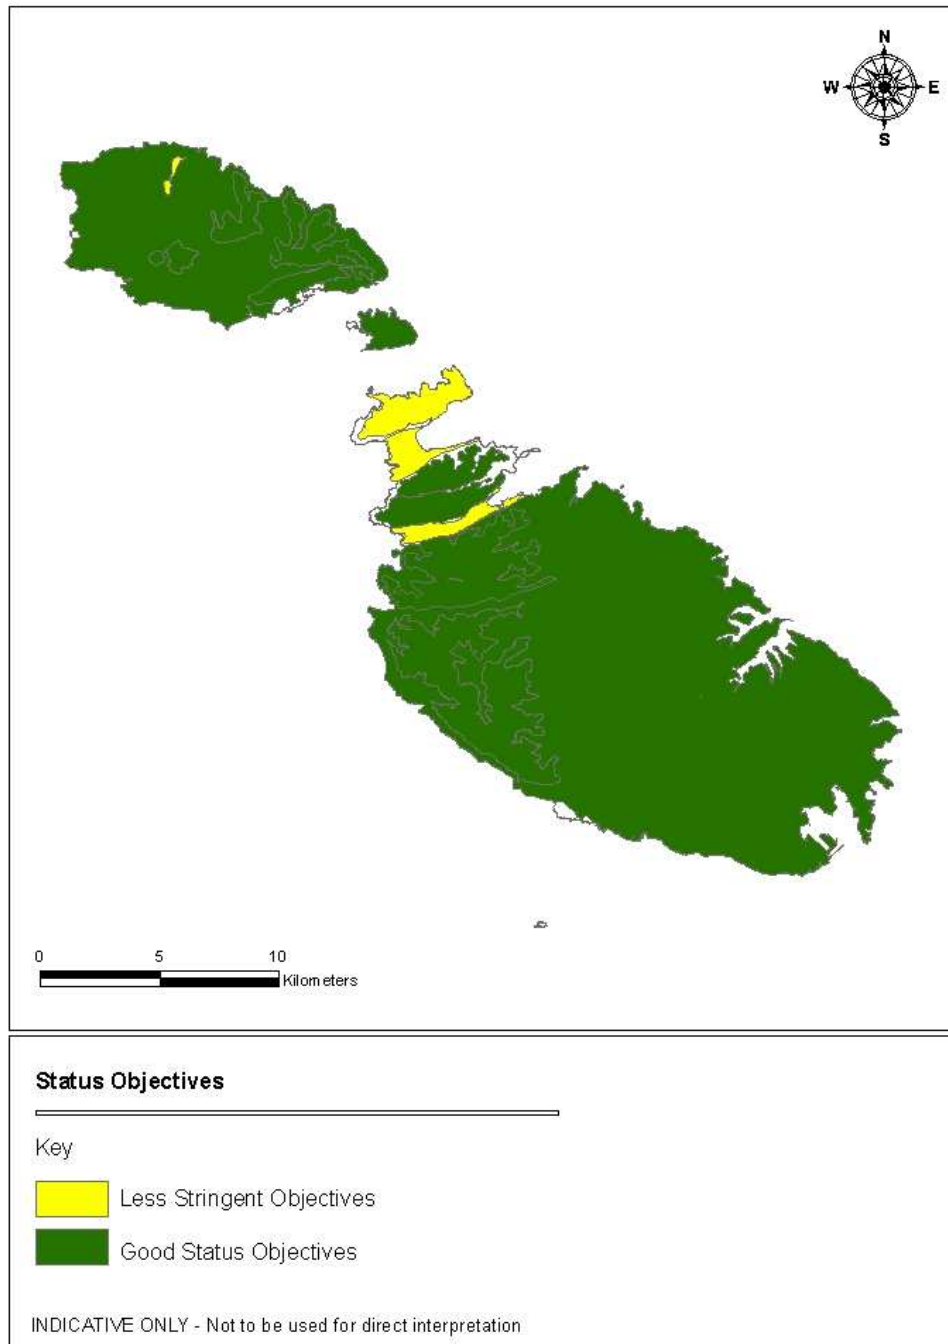 N
W E
S
0 5 10
Kilometers
Status Objectives
Key
Less Stringent Objectives
Good Status Objectives
INDICATIVE ONLY - Not to be used for direct interpretation